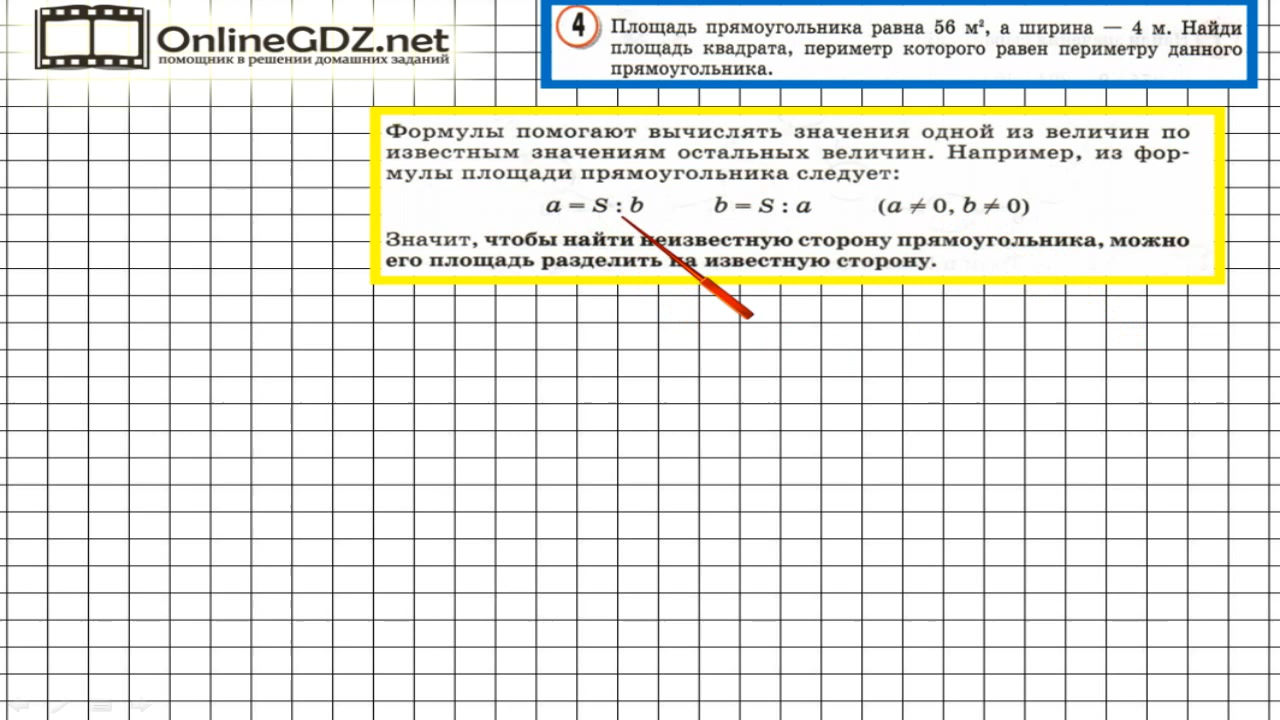 OnlineGDZ.net
помощник в решении домашних заданий
4 Площадь прямоугольника равна 56 м², а ширина — 4 м. Найди
площадь квадрата, периметр которого равен периметру данного
прямоугольника.
Формулы помогают вычислять значения одной из величин по
известным значениям остальных величин. Например, из фор-
мулы площади прямоугольника следует:
a = S : b b = S : a (a ≠ 0, b ≠ 0)
Значит, чтобы найти неизвестную сторону прямоугольника, можно
его площадь разделить на известную сторону.